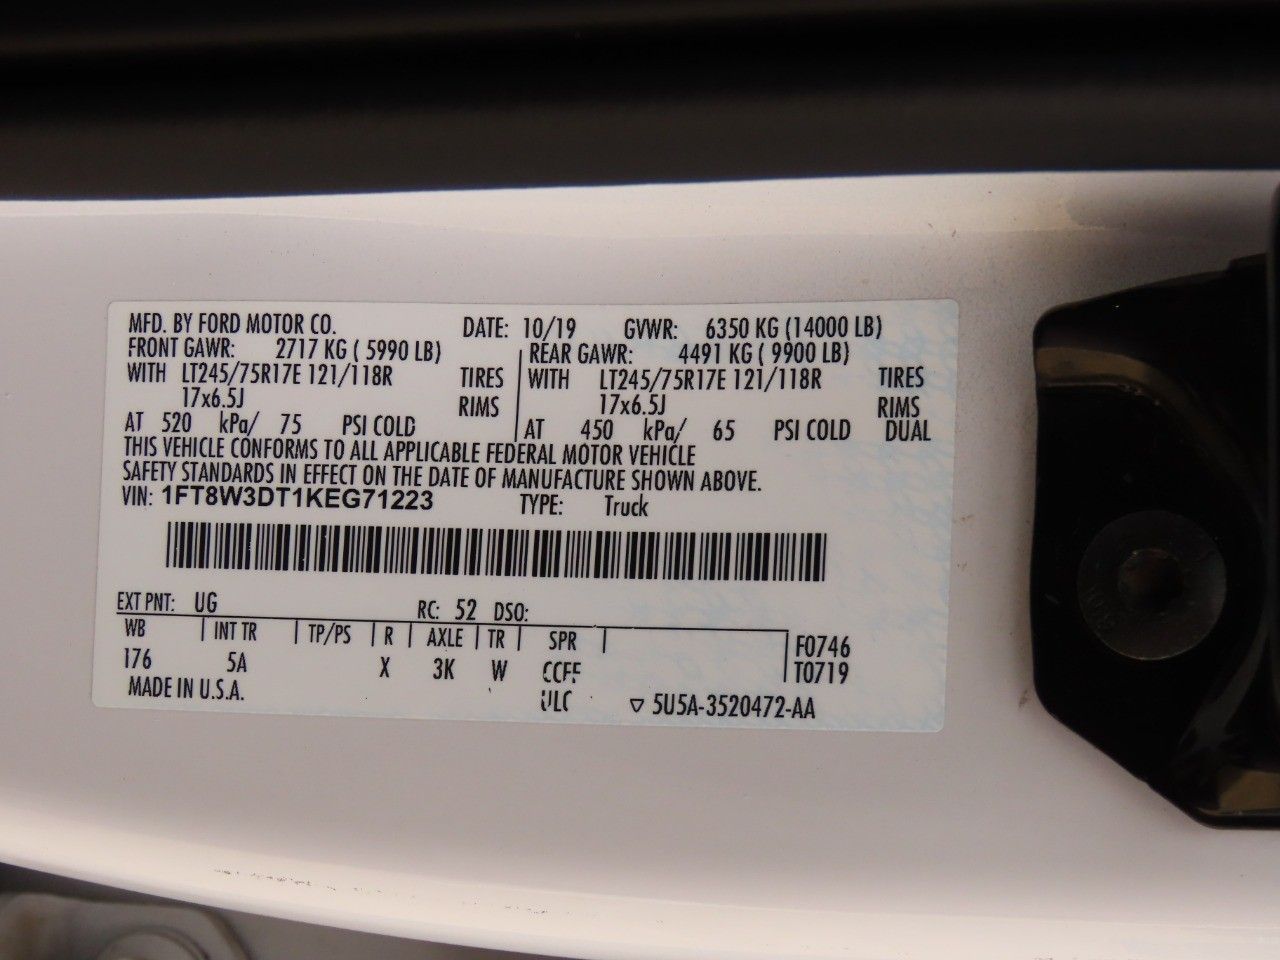 MFD. BY FORD MOTOR CO. DATE: 10/19 GVWR: 6350 KG (14000 LB)
FRONT GAWR: 2717 KG ( 5990 LB) REAR GAWR: 4491 KG ( 9900 LB)
WITH LT245/75R17E 121/118R TIRES WITH LT245/75R17E 121/118R TIRES
17x6.5J RIMS 17x6.5J RIMS
AT 520 kPa/ 75 PSI COLD AT 450 kPa/ 65 PSI COLD DUAL
THIS VEHICLE CONFORMS TO ALL APPLICABLE FEDERAL MOTOR VEHICLE
SAFETY STANDARDS IN EFFECT ON THE DATE OF MANUFACTURE SHOWN ABOVE.
VIN: 1FT8W3DT1KEG71223 TYPE: Truck
EXT PNT: UG RC: 52 DSO:
WB INT TR TP/PS R AXLE TR SPR F0746
176 5A X 3K W T0719
MADE IN U.S.A. ▽ 5U5A-3520472-AA